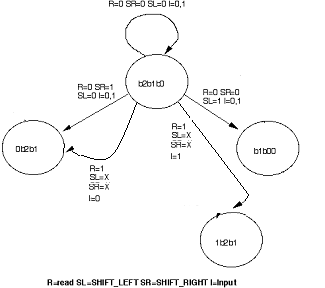 R=0 SR=0 SL=0 I=0,1
b2b1b0
R=0 SR=1
SL=0 I=0,1
R=0 SR=0
SL=1 I=0,1
0b2b1
R=1
SL=X
SR=X
I=0
R=1
SL=X
SR=X
I=1
b1b00
1b2b1
R=read SL=SHIFT_LEFT SR=SHIFT_RIGHT I=Input